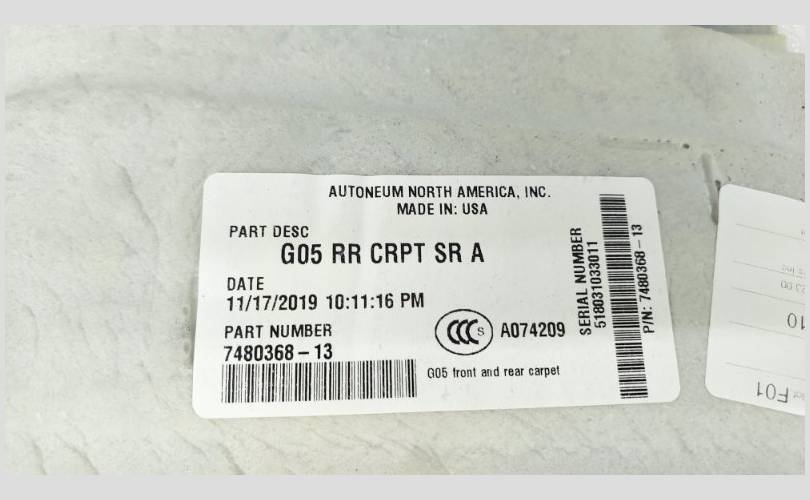 AUTONEUM NORTH AMERICA, INC.
MADE IN: USA
PART DESC
G05 RR CRPT SR A
DATE
11/17/2019 10:11:16 PM
PART NUMBER
7480368-13
CCC S A074209
G05 front and rear carpet
SERIAL NUMBER
518031033011
P/N: 7480368-13
10
F01